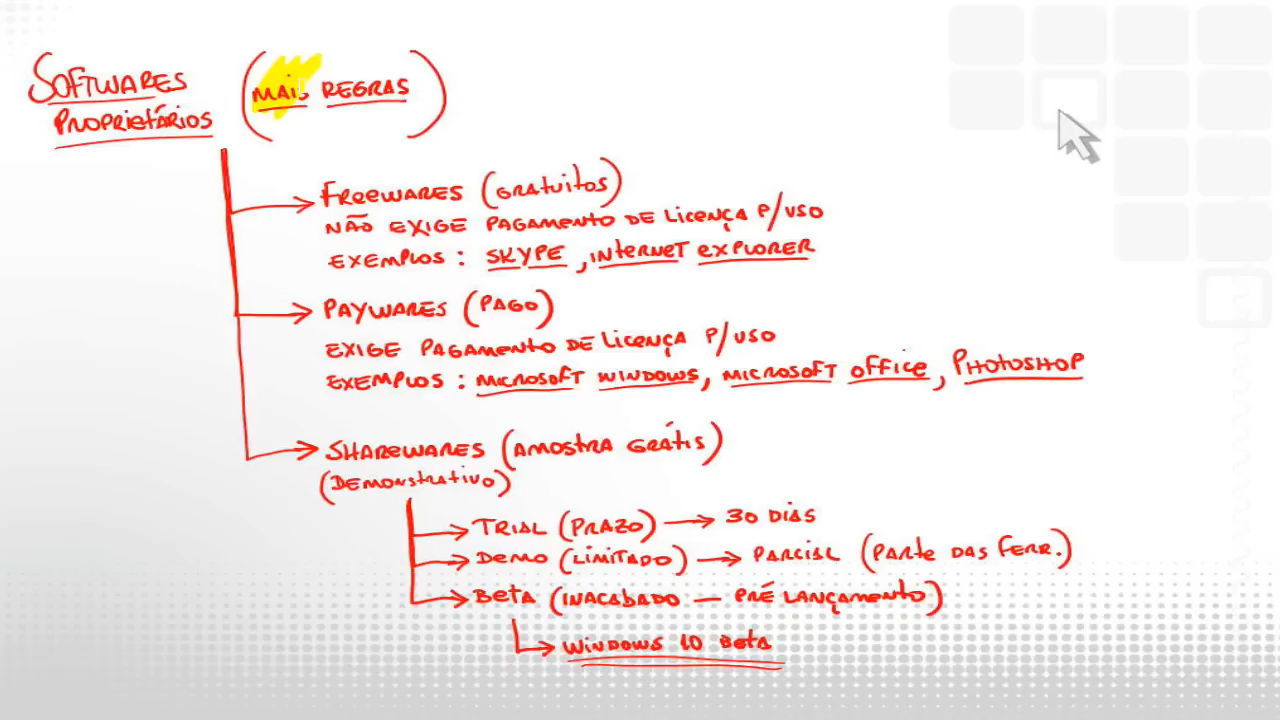 SOFTWARES (MAIS REGRAS)
PROPRIETÁRIOS
FREEWARES (GRATUITOS)
NÃO EXIGE PAGAMENTO DE LICENÇA P/USO
EXEMPLOS: SKYPE, INTERNET EXPLORER
PAYWARES (PAGO)
EXIGE PAGAMENTO DE LICENÇA P/USO
EXEMPLOS: MICROSOFT WINDOWS, MICROSOFT OFFICE, PHOTOSHOP
SHAREWARES (AMOSTRA GRÁTIS)
(DEMONSTRATIVO)
TRIAL (PRAZO) → 30 DIAS
DEMO (LIMITADO) → PARCIAL (PARTE DAS FERR.)
BETA (INACABADO — PRÉ LANÇAMENTO)
WINDOWS 10 BETA